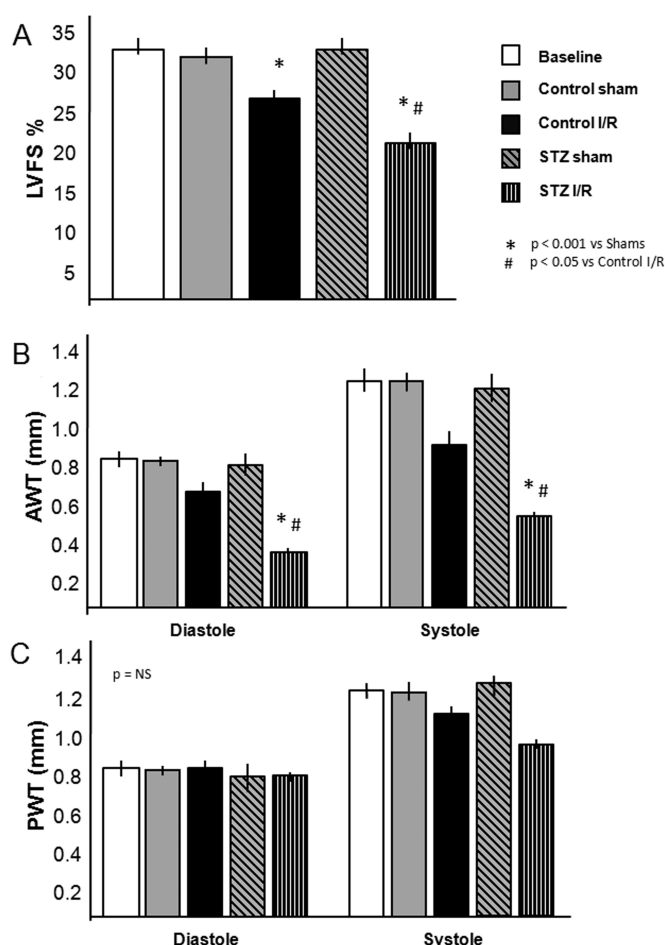 A
LVFS %
35
30
25
20
15
10
5
*
* #
Baseline
Control sham
Control I/R
STZ sham
STZ I/R
* p < 0.001 vs Shams
# p < 0.05 vs Control I/R
B
AWT (mm)
1.4
1.2
1.0
0.8
0.6
0.4
0.2
* #
* #
Diastole Systole
C
PWT (mm)
1.4
1.2
1.0
0.8
0.6
0.4
0.2
p = NS
Diastole Systole